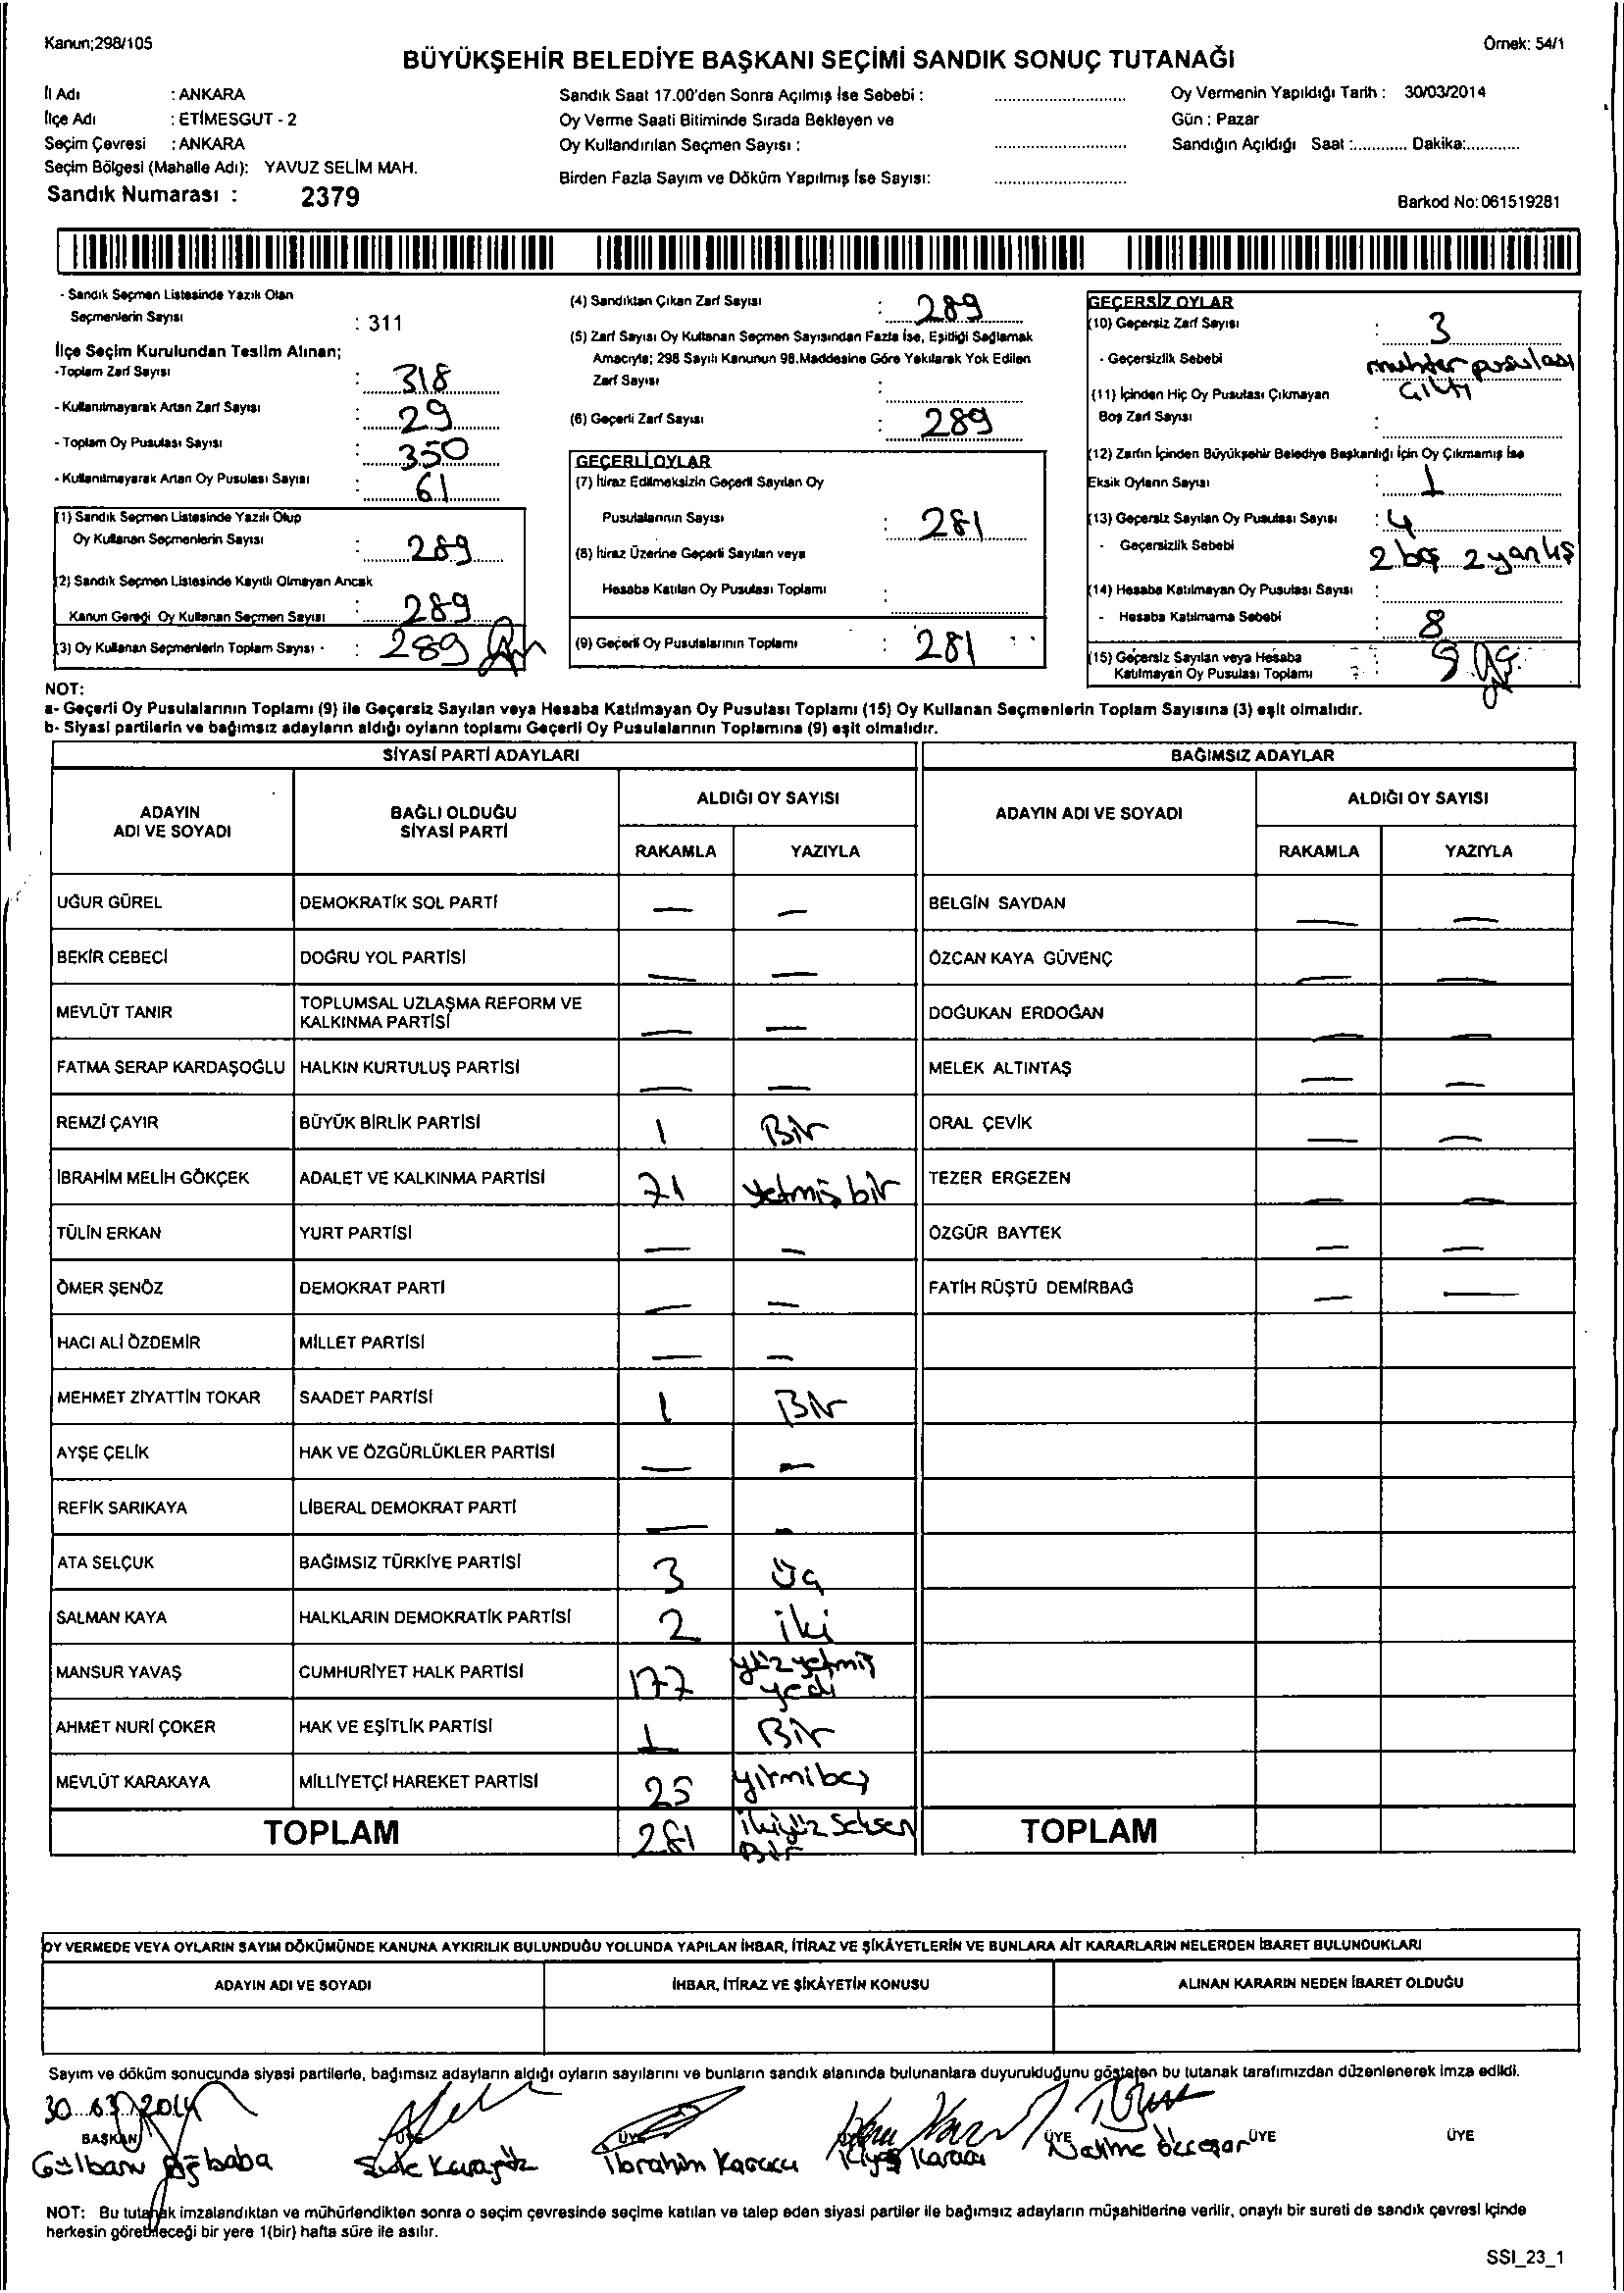 Kanun;298/105
Örnek: 54/1
BÜYÜKŞEHİR BELEDİYE BAŞKANI SEÇİMİ SANDIK SONUÇ TUTANAĞI
İl Adı : ANKARA
İlçe Adı : ETİMESGUT - 2
Seçim Çevresi : ANKARA
Seçim Bölgesi (Mahalle Adı): YAVUZ SELİM MAH.
Sandık Numarası : 2379
Sandık Saat 17.00'den Sonra Açılmış İse Sebebi :
Oy Verme Saati Bitiminde Sırada Bekleyen ve
Oy Kullandırılan Seçmen Sayısı :
Birden Fazla Sayım ve Döküm Yapılmış İse Sayısı:
Oy Vermenin Yapıldığı Tarih : 30/03/2014
Gün : Pazar
Sandığın Açıldığı Saat :............ Dakika:............
Barkod No: 061519281
- Sandık Seçmen Listesinde Yazılı Olan
Seçmenlerin Sayısı : 311
İlçe Seçim Kurulundan Teslim Alınan;
-Toplam Zarf Sayısı : 318
- Kullanılmayarak Artan Zarf Sayısı : 29
- Toplam Oy Pusulası Sayısı : 350
- Kullanılmayarak Artan Oy Pusulası Sayısı : 61
(1) Sandık Seçmen Listesinde Yazılı Olup
Oy Kullanan Seçmenlerin Sayısı : 289
(2) Sandık Seçmen Listesinde Kayıtlı Olmayan Ancak
Kanun Gereği Oy Kullanan Seçmen Sayısı : 289
(3) Oy Kullanan Seçmenlerin Toplam Sayısı - : 289
(4) Sandıktan Çıkan Zarf Sayısı : 289
(5) Zarf Sayısı Oy Kullanan Seçmen Sayısından Fazla İse, Eşitliği Sağlamak
Amacıyla; 298 Sayılı Kanunun 98.Maddesine Göre Yakılarak Yok Edilen
Zarf Sayısı :
(6) Geçerli Zarf Sayısı : 289
GEÇERLİ OYLAR
(7) İtiraz Edilmeksizin Geçerli Sayılan Oy
Pusulalarının Sayısı : 281
(8) İtiraz Üzerine Geçerli Sayılan veya
Hesaba Katılan Oy Pusulası Toplamı :
(9) Geçerli Oy Pusulalarının Toplamı : 281
GEÇERSİZ OYLAR
(10) Geçersiz Zarf Sayısı : 3
- Geçersizlik Sebebi muhtar pusulası
çıktı
(11) İçinden Hiç Oy Pusulası Çıkmayan
Boş Zarf Sayısı :
(12) Zarfın İçinden Büyükşehir Belediye Başkanlığı İçin Oy Çıkmamış İse
Eksik Oyların Sayısı : 1
(13) Geçersiz Sayılan Oy Pusulası Sayısı : 4
- Geçersizlik Sebebi 2 boş 2 yanlış
(14) Hesaba Katılmayan Oy Pusulası Sayısı :
- Hesaba Katılmama Sebebi : 8
(15) Geçersiz Sayılan veya Hesaba
Katılmayan Oy Pusulası Toplamı :
NOT:
a- Geçerli Oy Pusulalarının Toplamı (9) ile Geçersiz Sayılan veya Hesaba Katılmayan Oy Pusulası Toplamı (15) Oy Kullanan Seçmenlerin Toplam Sayısına (3) eşit olmalıdır.
b- Siyasi partilerin ve bağımsız adayların aldığı oyların toplamı Geçerli Oy Pusulalarının Toplamına (9) eşit olmalıdır.
SİYASİ PARTİ ADAYLARI
ADAYIN ADI VE SOYADI
BAĞLI OLDUĞU SİYASİ PARTİ
ALDIĞI OY SAYISI
RAKAMLA YAZIYLA
UĞUR GÜREL DEMOKRATİK SOL PARTİ — —
BEKİR CEBECİ DOĞRU YOL PARTİSİ — —
MEVLÜT TANIR TOPLUMSAL UZLAŞMA REFORM VE
KALKINMA PARTİSİ — —
FATMA SERAP KARDAŞOĞLU HALKIN KURTULUŞ PARTİSİ — —
REMZİ ÇAYIR BÜYÜK BİRLİK PARTİSİ 1 Bir
İBRAHİM MELİH GÖKÇEK ADALET VE KALKINMA PARTİSİ 71 yetmiş bir
TÜLİN ERKAN YURT PARTİSİ — —
ÖMER ŞENÖZ DEMOKRAT PARTİ — —
HACI ALİ ÖZDEMİR MİLLET PARTİSİ — —
MEHMET ZİYATTİN TOKAR SAADET PARTİSİ 1 Bir
AYŞE ÇELİK HAK VE ÖZGÜRLÜKLER PARTİSİ — —
REFİK SARIKAYA LİBERAL DEMOKRAT PARTİ — —
ATA SELÇUK BAĞIMSIZ TÜRKİYE PARTİSİ 3 üç
SALMAN KAYA HALKLARIN DEMOKRATİK PARTİSİ 2 iki
MANSUR YAVAŞ CUMHURİYET HALK PARTİSİ 177 yüz yetmiş
yedi
AHMET NURİ ÇOKER HAK VE EŞİTLİK PARTİSİ 1 Bir
MEVLÜT KARAKAYA MİLLİYETÇİ HAREKET PARTİSİ 25 yirmibeş
TOPLAM 281 ikiyüz seksen
Bir
BAĞIMSIZ ADAYLAR
ADAYIN ADI VE SOYADI
ALDIĞI OY SAYISI
RAKAMLA YAZIYLA
BELGİN SAYDAN — —
ÖZCAN KAYA GÜVENÇ — —
DOĞUKAN ERDOĞAN — —
MELEK ALTINTAŞ — —
ORAL ÇEVİK — —
TEZER ERGEZEN — —
ÖZGÜR BAYTEK — —
FATİH RÜŞTÜ DEMİRBAĞ — —
TOPLAM
OY VERMEDE VEYA OYLARIN SAYIM DÖKÜMÜNDE KANUNA AYKIRILIK BULUNDUĞU YOLUNDA YAPILAN İHBAR, İTİRAZ VE ŞİKÂYETLERİN VE BUNLARA AİT KARARLARIN NELERDEN İBARET BULUNDUKLARI
ADAYIN ADI VE SOYADI
İHBAR, İTİRAZ VE ŞİKÂYETİN KONUSU
ALINAN KARARIN NEDEN İBARET OLDUĞU
Sayım ve döküm sonucunda siyasi partilerle, bağımsız adayların aldığı oyların sayılarını ve bunların sandık alanında bulunanlara duyurulduğunu gösteren bu tutanak tarafımızdan düzenlenerek imza edildi.
30.03.2014
BAŞKAN ÜYE ÜYE ÜYE ÜYE ÜYE
Gülbanu İbrahim Karaca Karaca
NOT: Bu tutanak imzalandıktan ve mühürlendikten sonra o seçim çevresinde seçime katılan ve talep eden siyasi partiler ile bağımsız adayların müşahitlerine verilir, onaylı bir sureti de sandık çevresi içinde
herkesin görebileceği bir yere 1(bir) hafta süre ile asılır.
SSI_23_1